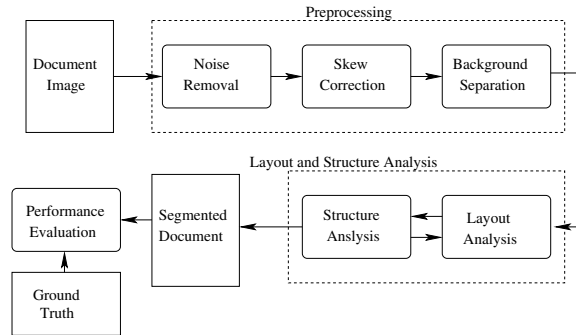 Preprocessing
Document
Image
Noise
Removal
Skew
Correction
Background
Separation
Layout and Structure Analysis
Performance
Evaluation
Segmented
Document
Structure
Anslysis
Layout
Analysis
Ground
Truth